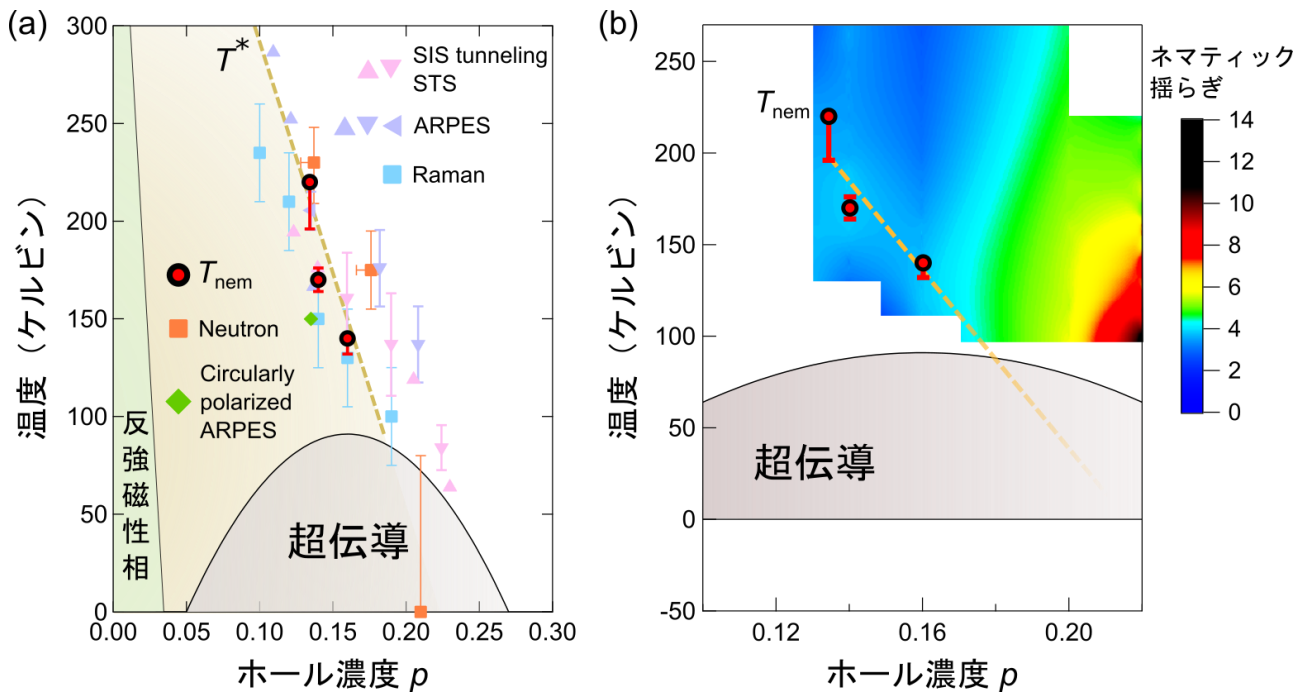 (a)
300
250
200
150
100
50
0
0.00
0.05
0.10
0.15
0.20
0.25
0.30
温度（ケルビン）
ホール濃度 p
T*
SIS tunneling
STS
ARPES
Raman
Tnem
Neutron
Circularly
polarized
ARPES
反強磁性相
超伝導
(b)
250
200
150
100
50
0
-50
0.12
0.16
0.20
温度（ケルビン）
ホール濃度 p
Tnem
超伝導
ネマティック
揺らぎ
14
12
10
8
6
4
2
0